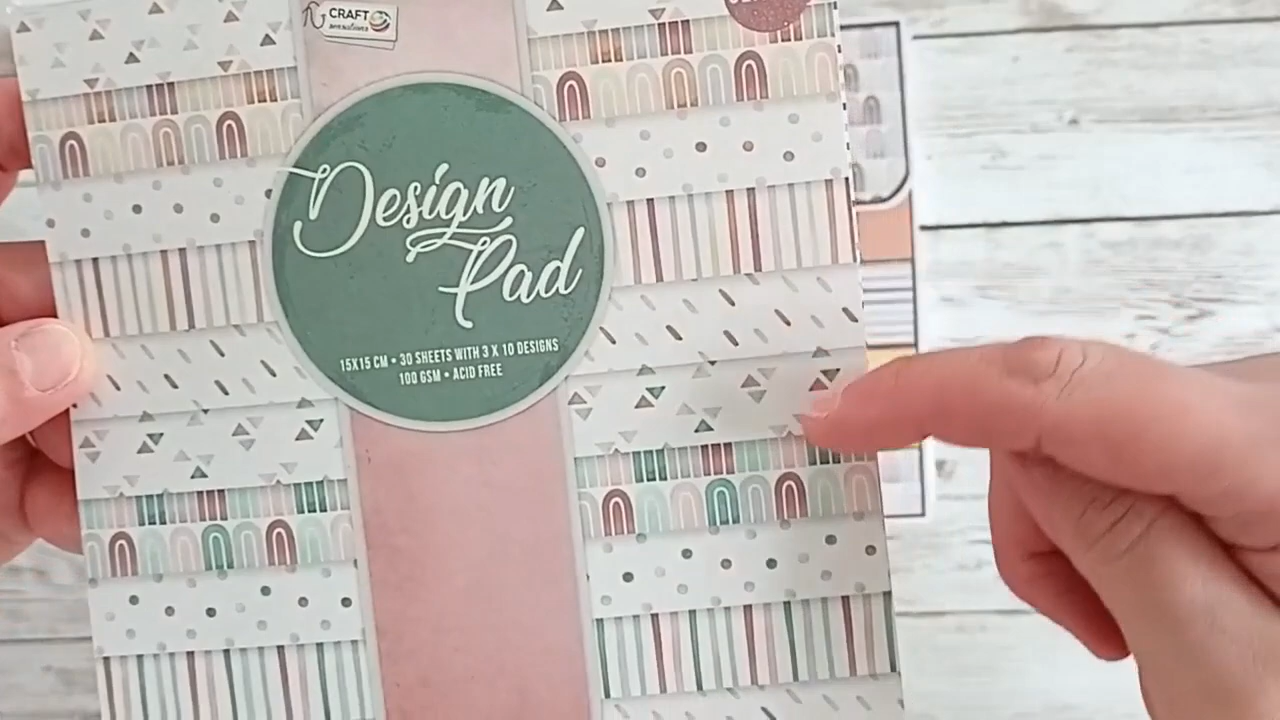 CRAFT
Design
Pad
15X15 CM • 30 SHEETS WITH 3 X 10 DESIGNS
100 GSM • ACID FREE